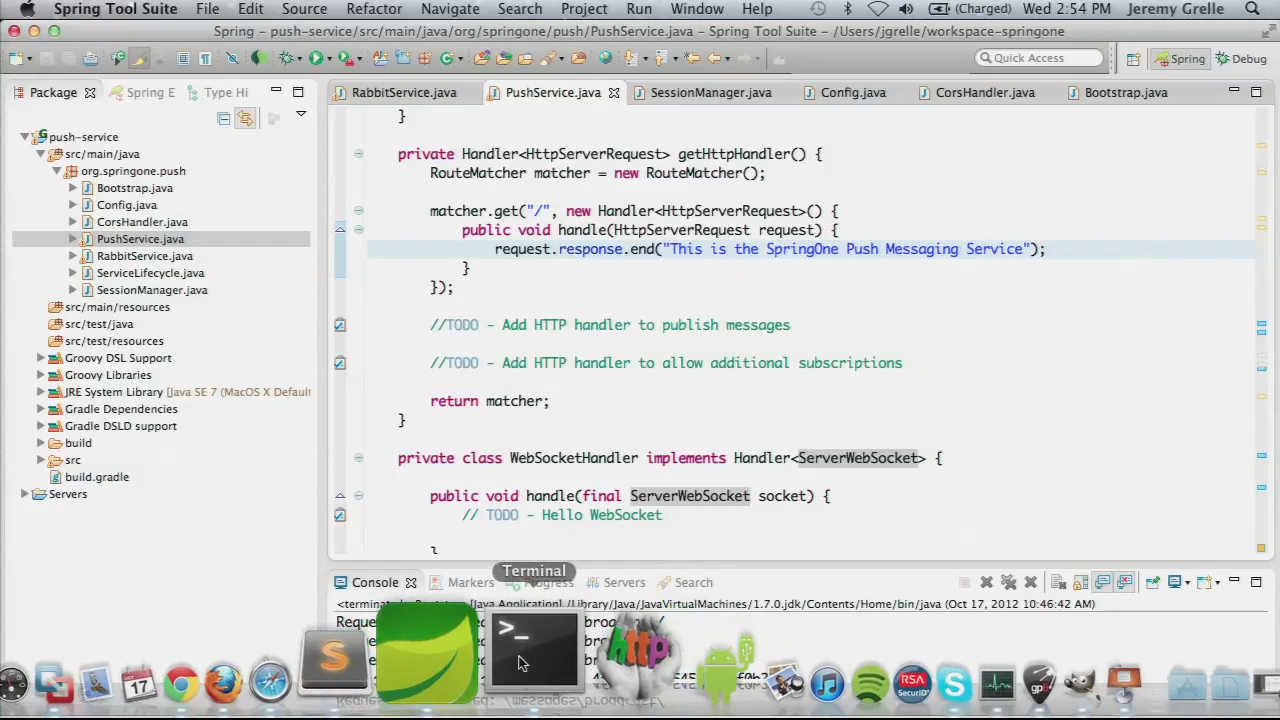 Spring Tool Suite File Edit Source Refactor Navigate Search Project Run Window Help (Charged) Wed 2:54 PM Jeremy Grelle
Spring - push-service/src/main/java/org/springone/push/PushService.java - Spring Tool Suite - /Users/jgrelle/workspace-springone
Quick Access Spring Debug
Package Spring E Type Hi RabbitService.java PushService.java SessionManager.java Config.java CorsHandler.java Bootstrap.java
push-service
src/main/java
org.springone.push
Bootstrap.java
Config.java
CorsHandler.java
PushService.java
RabbitService.java
ServiceLifecycle.java
SessionManager.java
src/main/resources
src/test/java
src/test/resources
Groovy DSL Support
Groovy Libraries
JRE System Library [Java SE 7 (MacOS X Default
Gradle Dependencies
Gradle DSLD support
build
src
build.gradle
Servers
}
private Handler<HttpServerRequest> getHttpHandler() {
RouteMatcher matcher = new RouteMatcher();
matcher.get("/", new Handler<HttpServerRequest>() {
public void handle(HttpServerRequest request) {
request.response.end("This is the SpringOne Push Messaging Service");
}
});
//TODO - Add HTTP handler to publish messages
//TODO - Add HTTP handler to allow additional subscriptions
return matcher;
}
private class WebSocketHandler implements Handler<ServerWebSocket> {
public void handle(final ServerWebSocket socket) {
// TODO - Hello WebSocket
}
Terminal
Console Markers Progress Servers Search
[Java Application] /Library/Java/JavaVirtualMachines/1.7.0.jdk/Contents/Home/bin/java (Oct 17, 2012 10:46:42 AM)
>_
S
http
17
RSA
SecurID